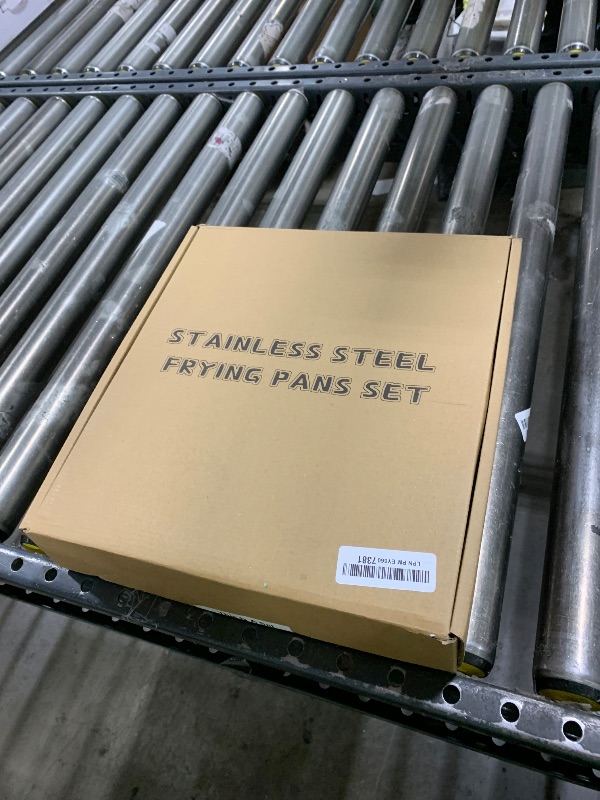 STAINLESS STEEL
FRYING PANS SET
LPN PM EY060 7381